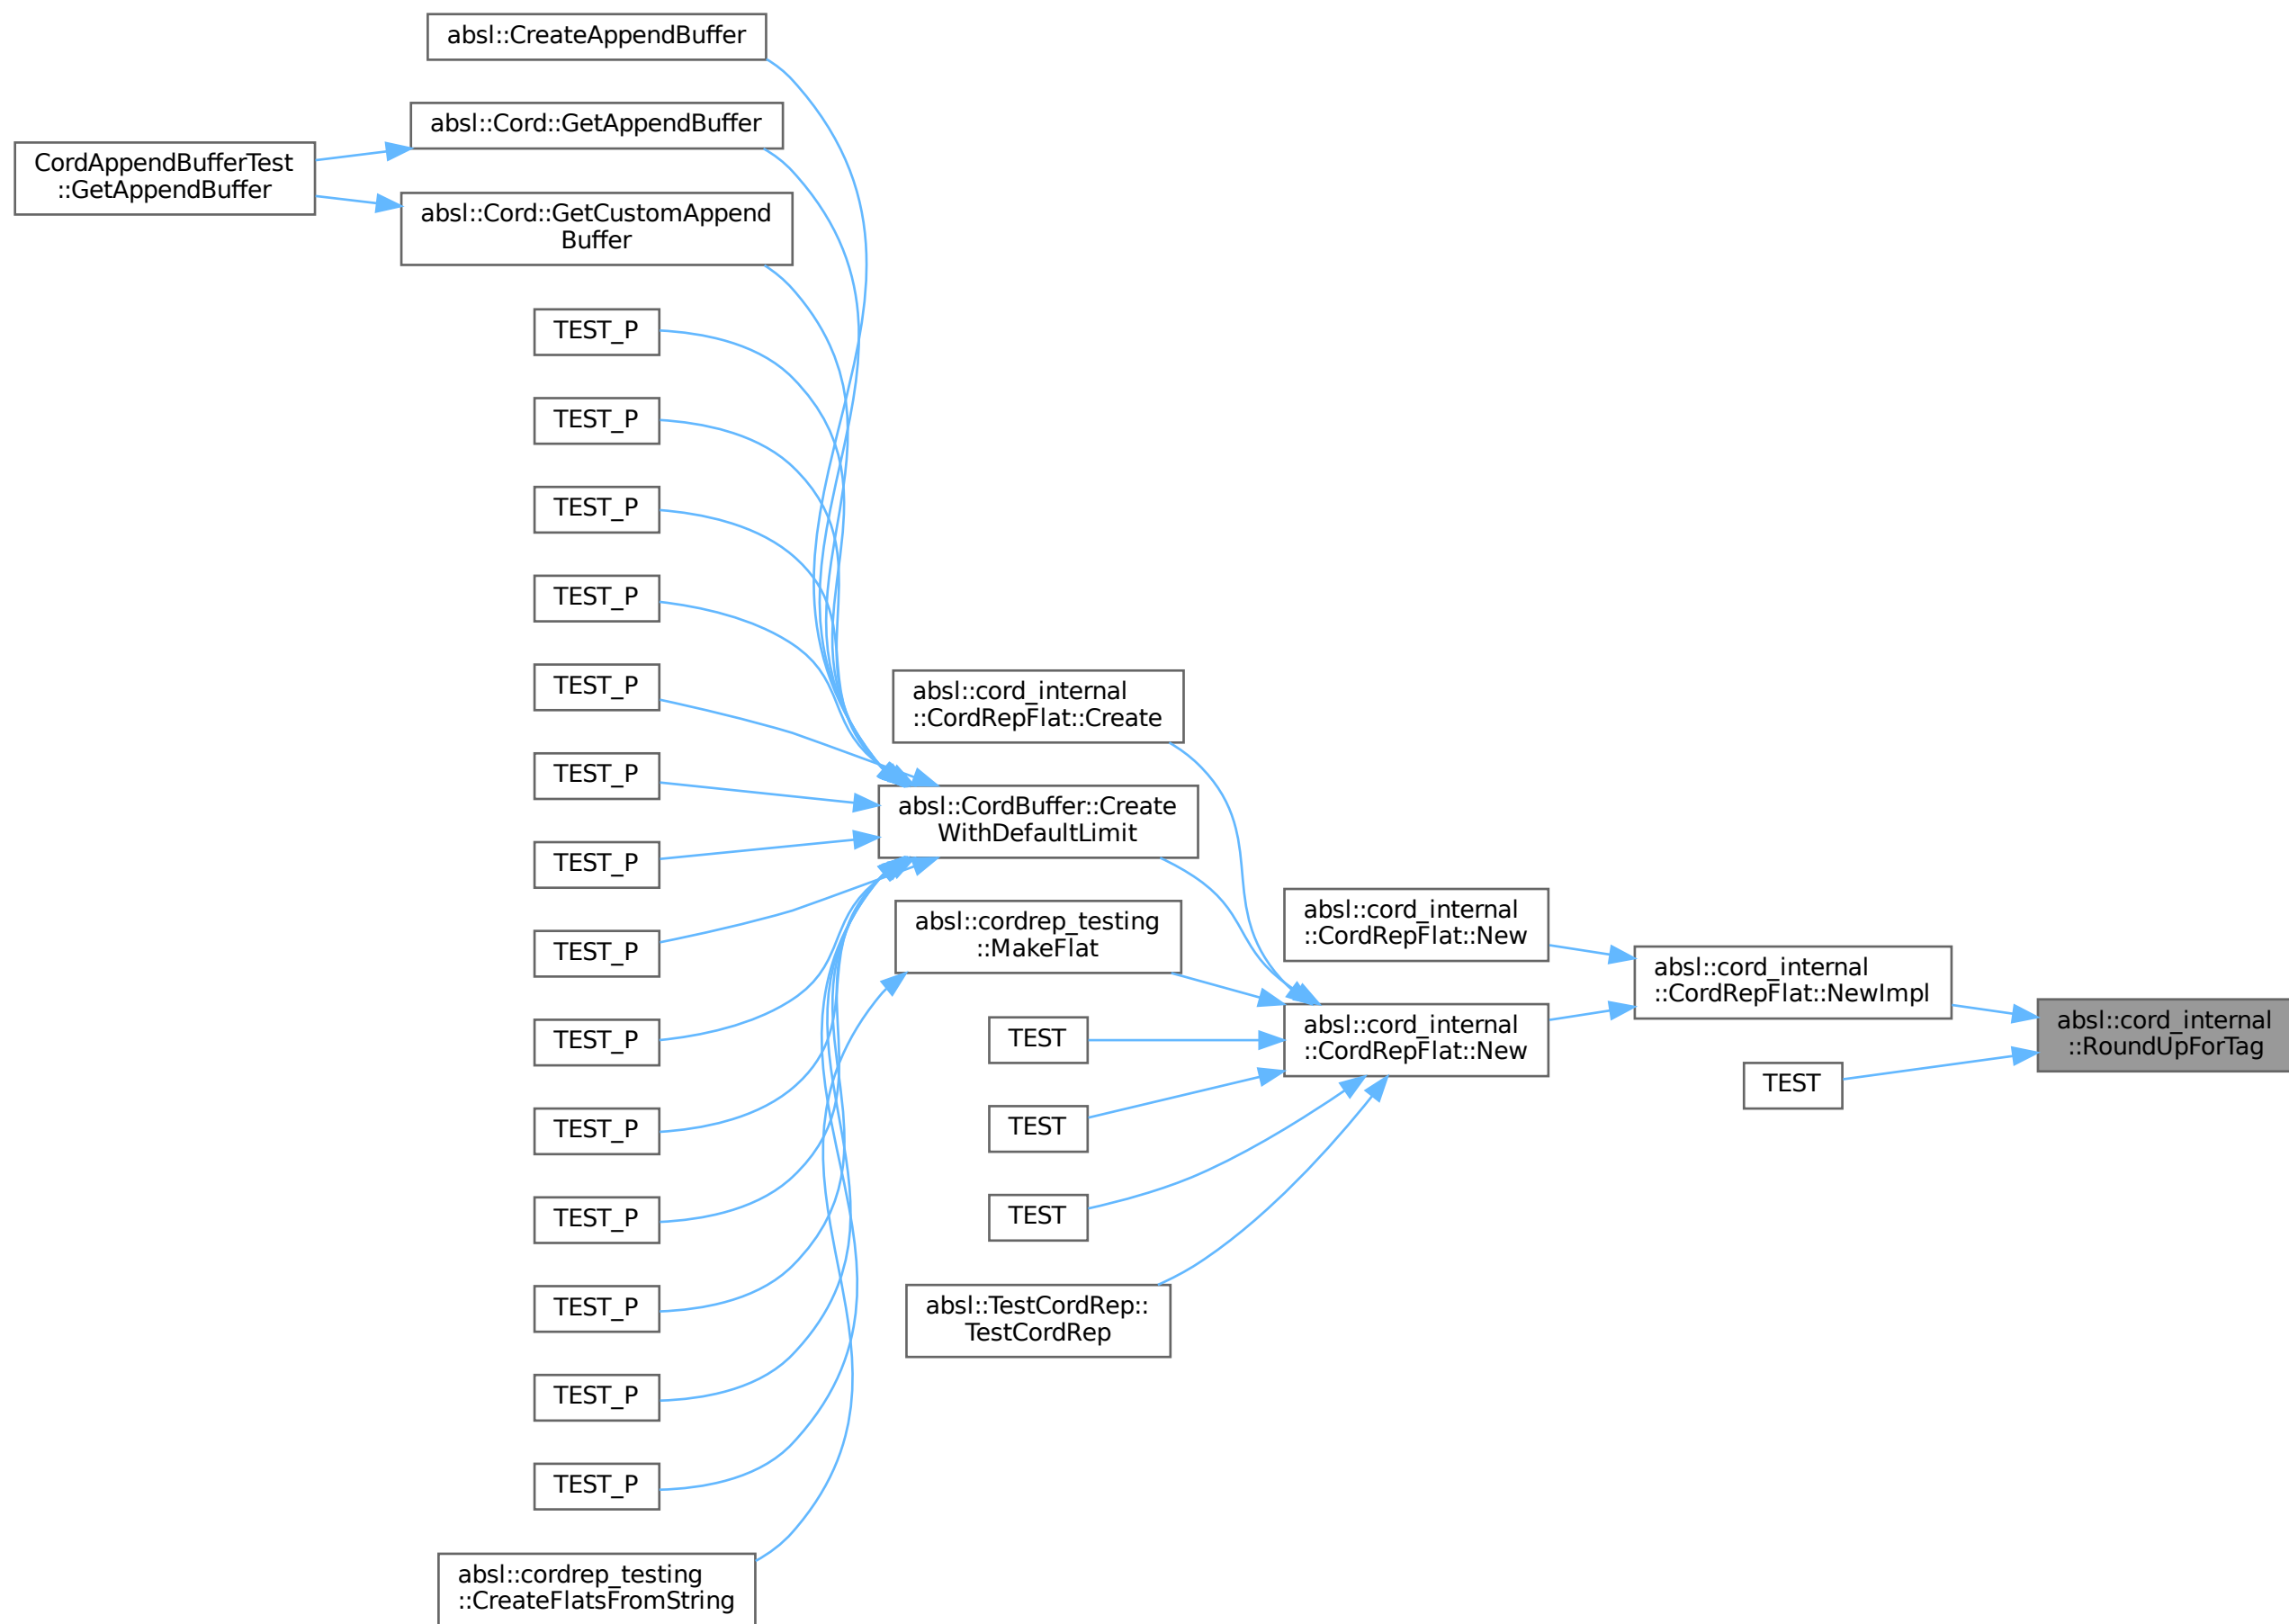 absl::CreateAppendBuffer
absl::Cord::GetAppendBuffer
CordAppendBufferTest
::GetAppendBuffer
absl::Cord::GetCustomAppend
Buffer
TEST_P
TEST_P
TEST_P
TEST_P
TEST_P
TEST_P
TEST_P
TEST_P
TEST_P
TEST_P
TEST_P
TEST_P
TEST_P
TEST_P
absl::cordrep_testing
::CreateFlatsFromString
absl::cord_internal
::CordRepFlat::Create
absl::CordBuffer::Create
WithDefaultLimit
absl::cordrep_testing
::MakeFlat
TEST
TEST
TEST
absl::TestCordRep::
TestCordRep
absl::cord_internal
::CordRepFlat::New
absl::cord_internal
::CordRepFlat::New
absl::cord_internal
::CordRepFlat::NewImpl
TEST
absl::cord_internal
::RoundUpForTag